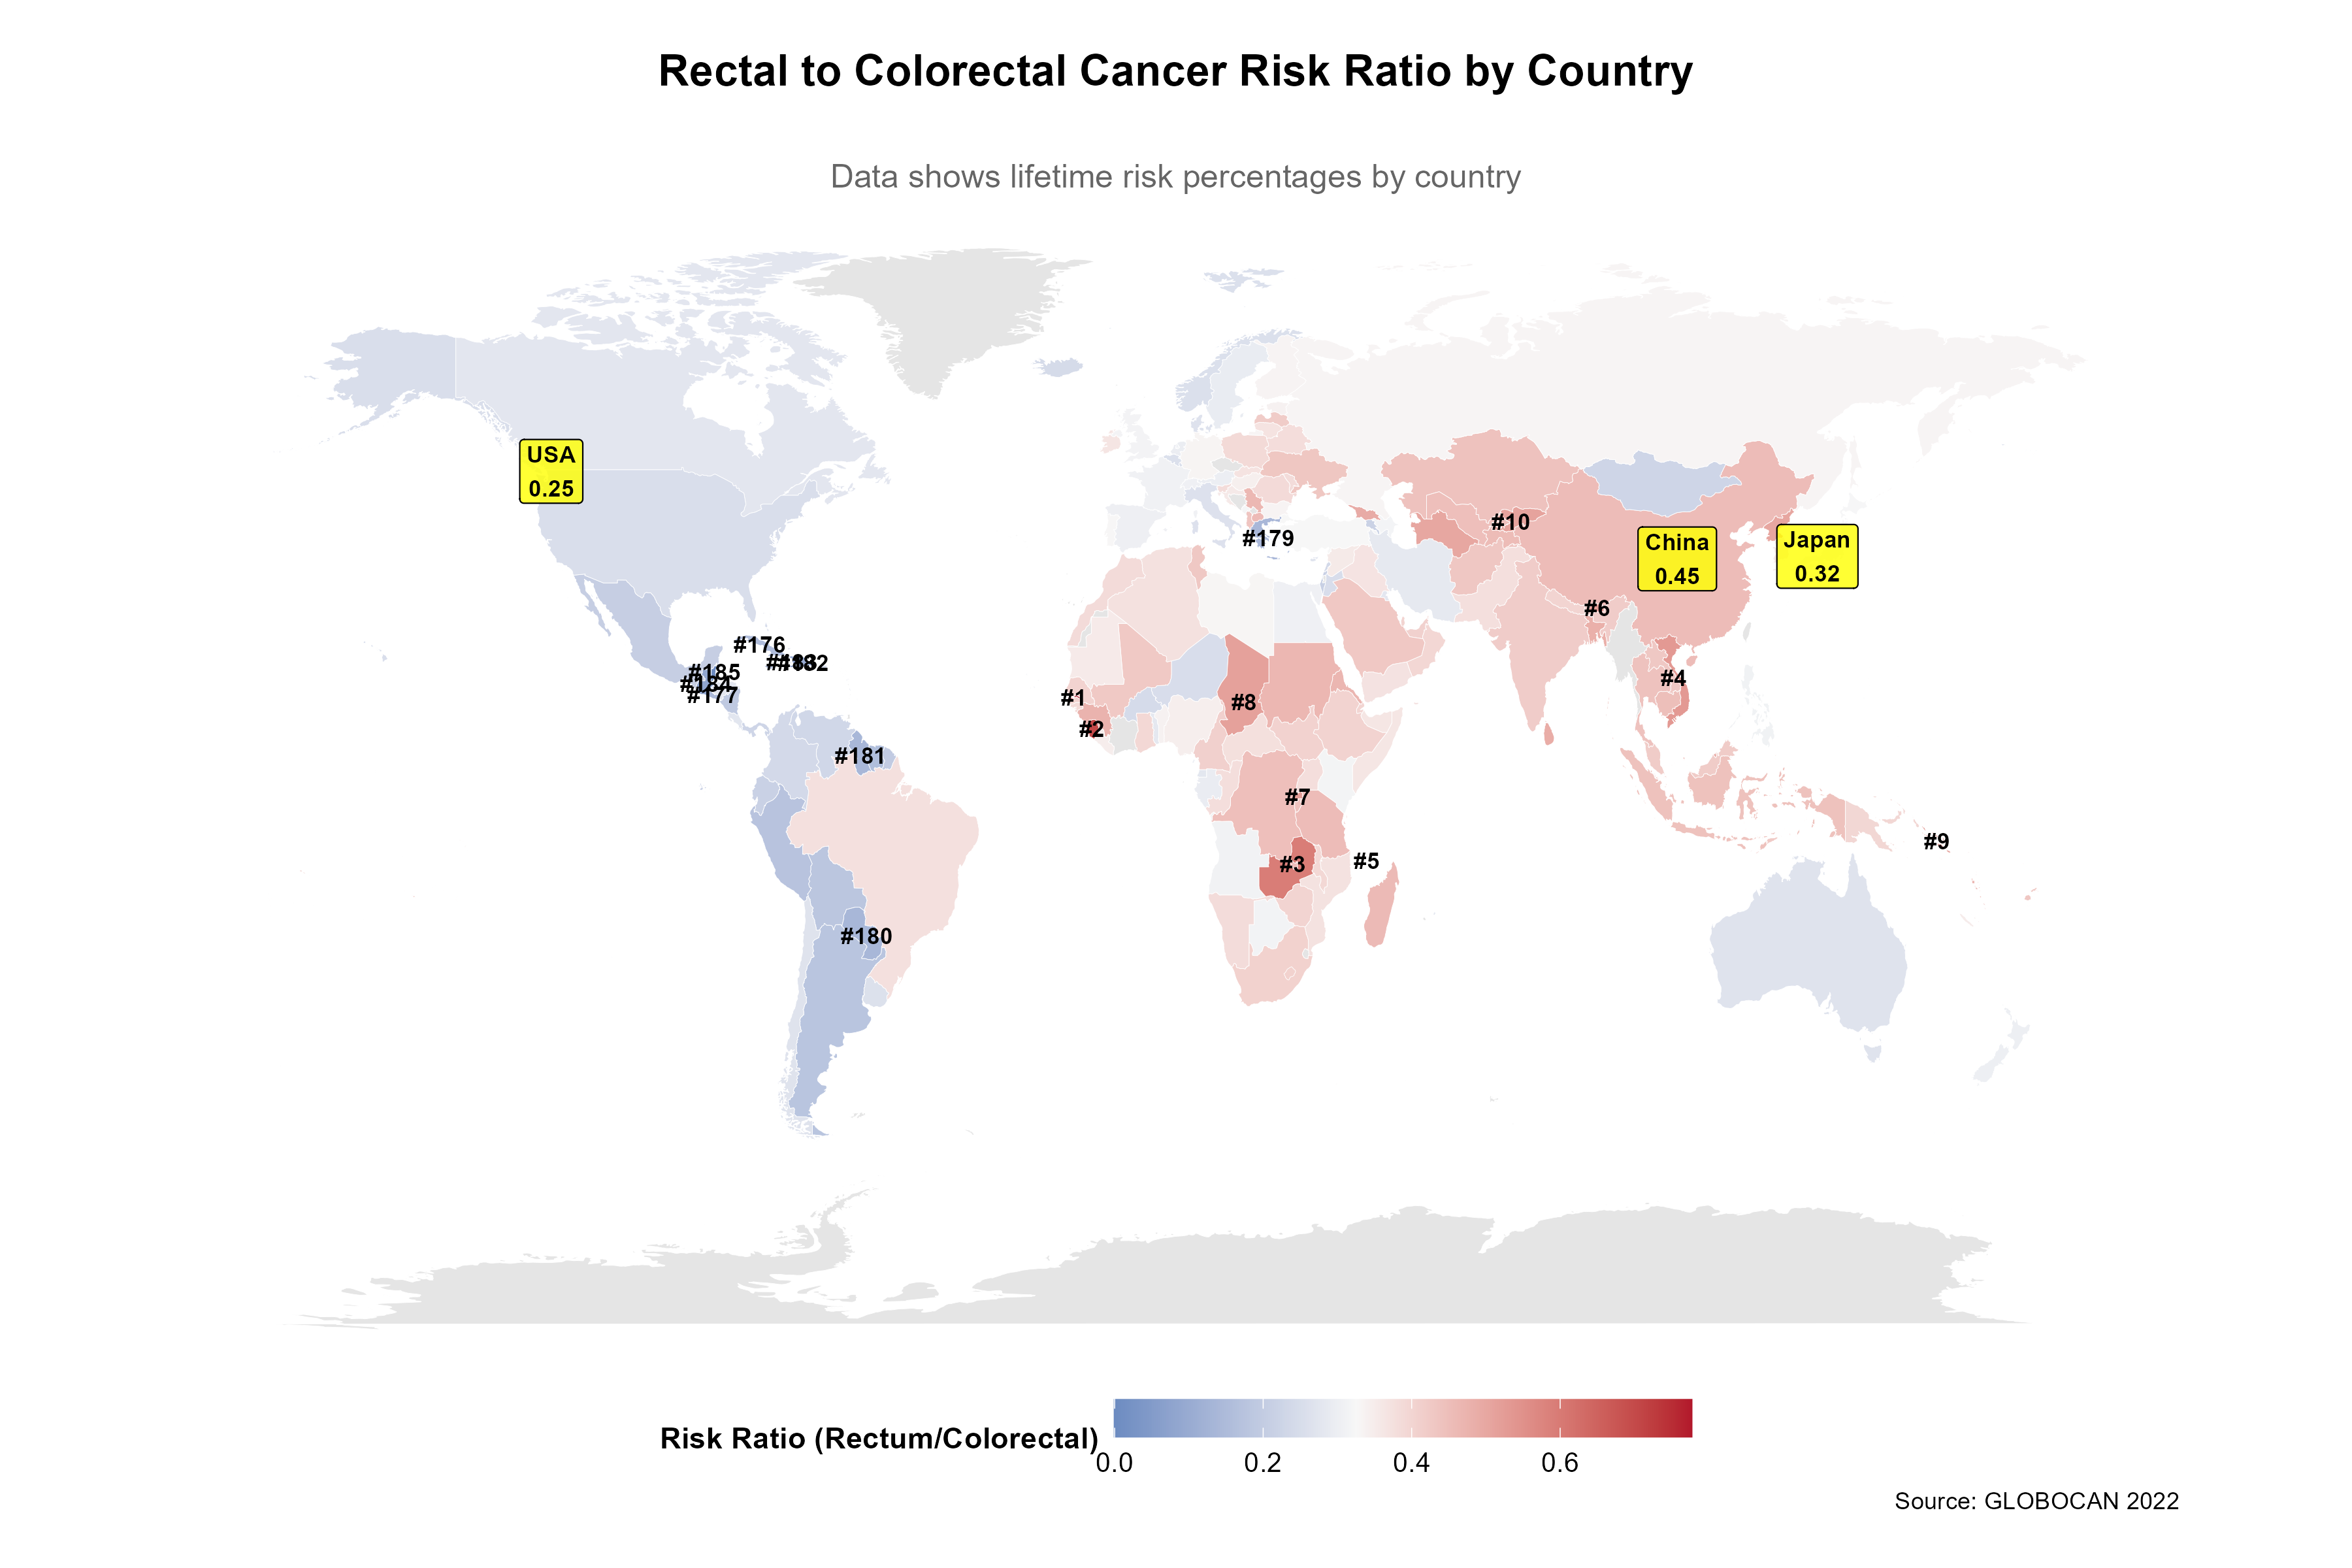 Rectal to Colorectal Cancer Risk Ratio by Country
Data shows lifetime risk percentages by country
USA
0.25
#10
#179
China
0.45
Japan
0.32
#6
#176
#182
#185
#184
#177
#4
#1
#8
#2
#181
#7
#9
#3
#5
#180
Risk Ratio (Rectum/Colorectal)
0.0 0.2 0.4 0.6
Source: GLOBOCAN 2022